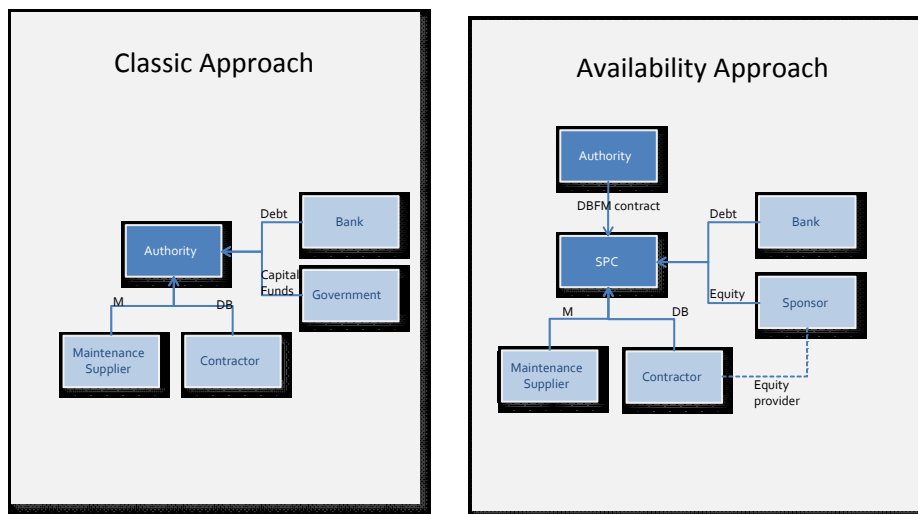 Classic Approach
Debt
Bank
Authority
Capital
Funds
Government
M
DB
Maintenance
Supplier
Contractor
Availability Approach
Authority
DBFM contract
Debt
Bank
SPC
Equity
Sponsor
M
DB
Maintenance
Supplier
Contractor
Equity
provider